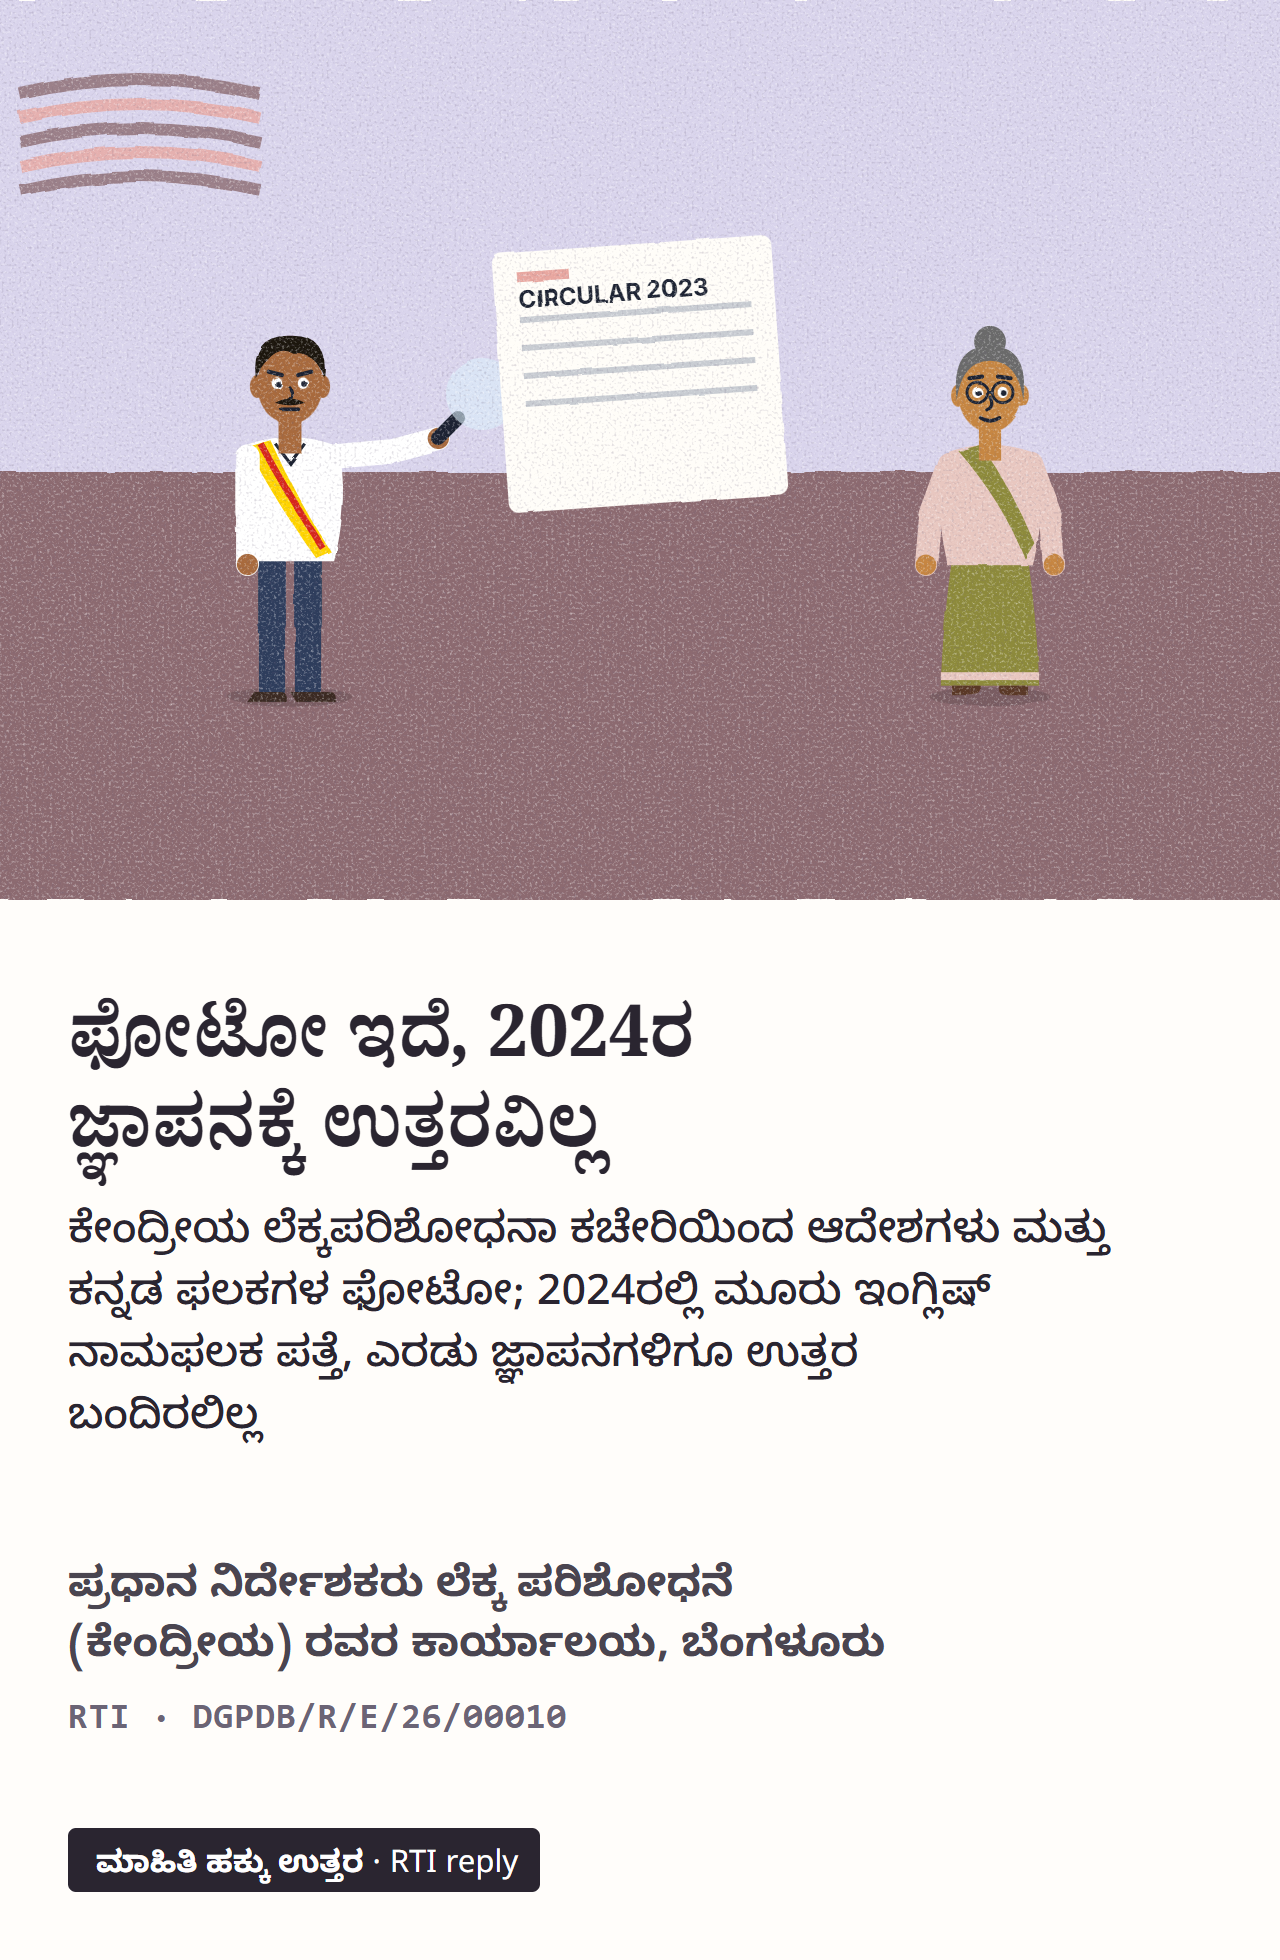 CIRCULAR 2023
ಫೋಟೋ ಇದೆ, 2024ರ
ಜ್ಞಾಪನಕ್ಕೆ ಉತ್ತರವಿಲ್ಲ
ಕೇಂದ್ರೀಯ ಲೆಕ್ಕಪರಿಶೋಧನಾ ಕಚೇರಿಯಿಂದ ಆದೇಶಗಳು ಮತ್ತು
ಕನ್ನಡ ಫಲಕಗಳ ಫೋಟೋ; 2024ರಲ್ಲಿ ಮೂರು ಇಂಗ್ಲಿಷ್
ನಾಮಫಲಕ ಪತ್ತೆ, ಎರಡು ಜ್ಞಾಪನಗಳಿಗೂ ಉತ್ತರ
ಬಂದಿರಲಿಲ್ಲ
ಪ್ರಧಾನ ನಿರ್ದೇಶಕರು ಲೆಕ್ಕ ಪರಿಶೋಧನೆ
(ಕೇಂದ್ರೀಯ) ರವರ ಕಾರ್ಯಾಲಯ, ಬೆಂಗಳೂರು
RTI · DGPDB/R/E/26/00010
ಮಾಹಿತಿ ಹಕ್ಕು ಉತ್ತರ · RTI reply